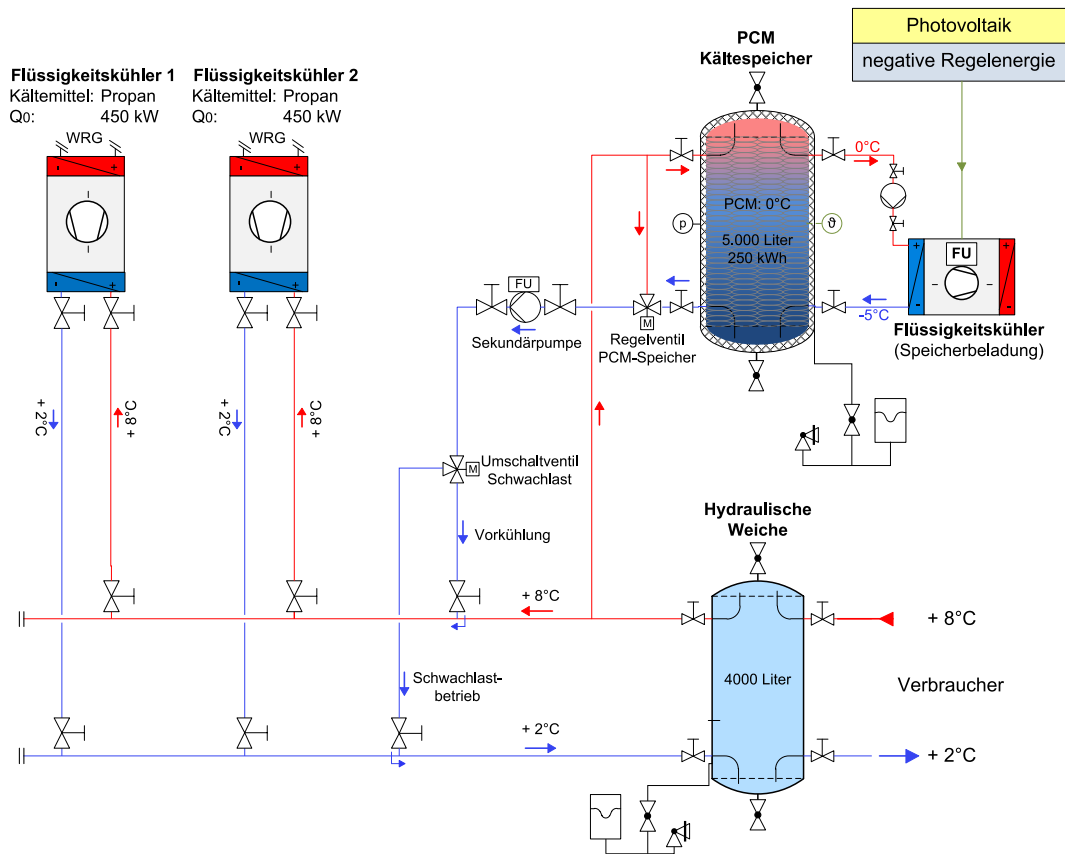 Photovoltaik
negative Regelenergie
PCM
Kältespeicher
Flüssigkeitskühler 1
Kältemittel: Propan
Q0: 450 kW
WRG
Flüssigkeitskühler 2
Kältemittel: Propan
Q0: 450 kW
WRG
0°C
PCM: 0°C
5.000 Liter
250 kWh
p
ϑ
FU
-5°C
Flüssigkeitskühler
(Speicherbeladung)
FU
Sekundärpumpe
M
Regelventil
PCM-Speicher
+ 2°C
+ 8°C
+ 2°C
+ 8°C
M
Umschaltventil
Schwachlast
Vorkühlung
Hydraulische
Weiche
+ 8°C
+ 8°C
4000 Liter
Verbraucher
Schwachlast-
betrieb
+ 2°C
+ 2°C